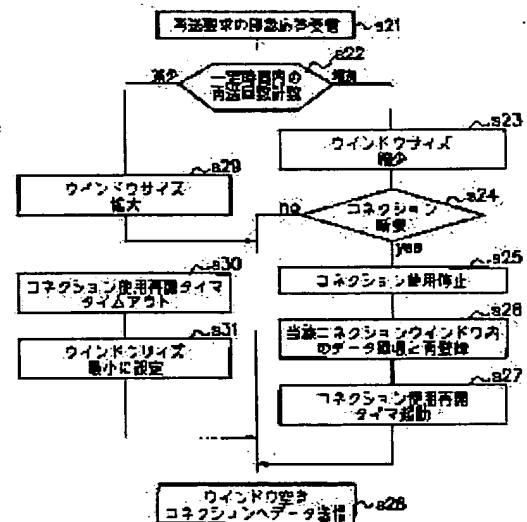 再送要求の緊急応答受信
s21
s22
減少
一定時間内の
再送回数計数
増加
s23
ウインドウサイズ
縮少
s29
ウインドウサイズ
拡大
s24
コネクション
no
yes
s25
コネクション使用停止
s30
コネクション使用再開タイマ
タイムアウト
s26
当該コネクションウインドウ内
のデータ回収と再登録
s31
ウインドウサイズ
最小に設定
s27
コネクション使用再開
タイマ起動
ウインドウ空き
コネクションへデータ送信
s28